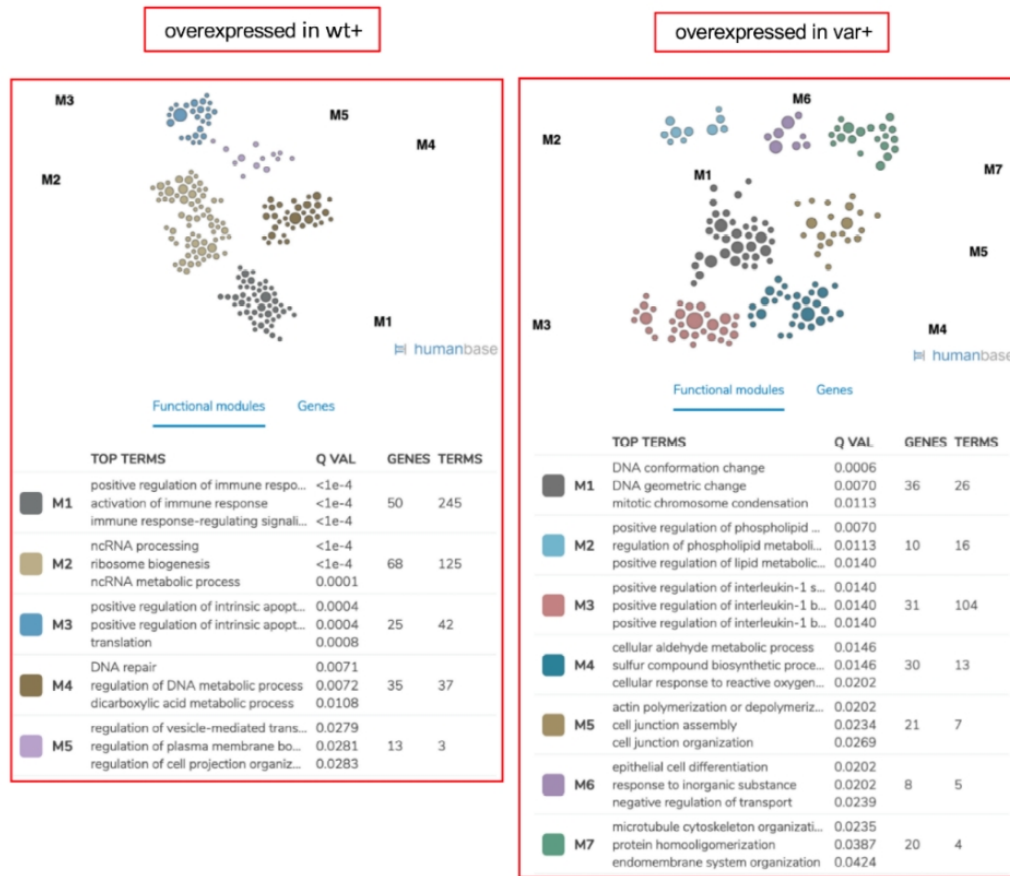 overexpressed in wt+
M3
M5
M4
M2
M1
humanbase
Functional modules Genes
TOP TERMS Q VAL GENES TERMS
positive regulation of immune respo... <1e-4
M1 activation of immune response <1e-4 50 245
immune response-regulating signali... <1e-4
ncRNA processing <1e-4
M2 ribosome biogenesis <1e-4 68 125
ncRNA metabolic process 0.0001
positive regulation of intrinsic apopt... 0.0004
M3 positive regulation of intrinsic apopt... 0.0004 25 42
translation 0.0008
DNA repair 0.0071
M4 regulation of DNA metabolic process 0.0072 35 37
dicarboxylic acid metabolic process 0.0108
regulation of vesicle-mediated trans... 0.0279
M5 regulation of plasma membrane bo... 0.0281 13 3
regulation of cell projection organiz... 0.0283
overexpressed in var+
M6
M2
M7
M1
M5
M3
M4
humanbase
Functional modules Genes
TOP TERMS Q VAL GENES TERMS
DNA conformation change 0.0006
M1 DNA geometric change 0.0070 36 26
mitotic chromosome condensation 0.0113
positive regulation of phospholipid ... 0.0070
M2 regulation of phospholipid metaboli... 0.0113 10 16
positive regulation of lipid metabolic... 0.0140
positive regulation of interleukin-1 s... 0.0140
M3 positive regulation of interleukin-1 b... 0.0140 31 104
positive regulation of interleukin-1 b... 0.0140
cellular aldehyde metabolic process 0.0146
M4 sulfur compound biosynthetic proce... 0.0146 30 13
cellular response to reactive oxygen... 0.0202
actin polymerization or depolymeriz... 0.0202
M5 cell junction assembly 0.0234 21 7
cell junction organization 0.0269
epithelial cell differentiation 0.0202
M6 response to inorganic substance 0.0202 8 5
negative regulation of transport 0.0239
microtubule cytoskeleton organizati... 0.0235
M7 protein homooligomerization 0.0387 20 4
endomembrane system organization 0.0424